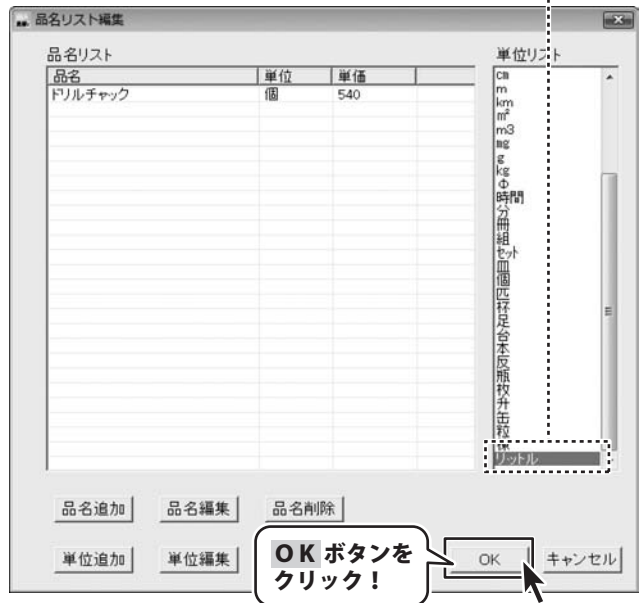 品名リスト編集
品名リスト
単位リスト
品名 単位 単価
ドリルチャック 個 540
cm
m
km
m²
m3
mg
g
kg
Φ
時間
分
冊
組
セット
皿
個
匹
杯
足
台
本
反
瓶
枚
升
缶
粒
リットル
品名追加 品名編集 品名削除
単位追加 単位編集
OKボタンを
クリック!
OK キャンセル